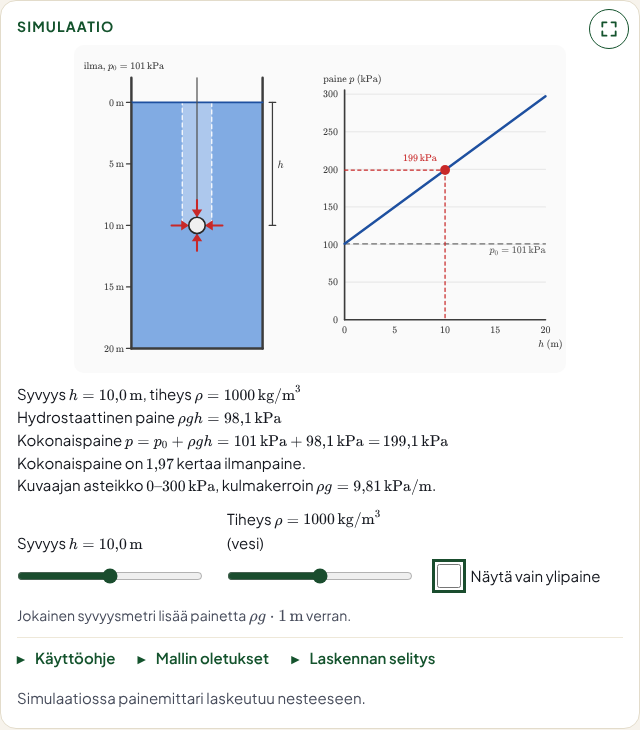 SIMULAATIO
ilma, p₀ = 101 kPa
0 m
5 m
10 m
15 m
20 m
h
paine p (kPa)
300
250
200
150
100
50
0
199 kPa
p₀ = 101 kPa
0
5
10
15
20
h (m)
Syvyys h = 10,0 m, tiheys ρ = 1000 kg/m³
Hydrostaattinen paine ρgh = 98,1 kPa
Kokonaispaine p = p₀ + ρgh = 101 kPa + 98,1 kPa = 199,1 kPa
Kokonaispaine on 1,97 kertaa ilmanpaine.
Kuvaajan asteikko 0–300 kPa, kulmakerroin ρg = 9,81 kPa/m.
Syvyys h = 10,0 m
Tiheys ρ = 1000 kg/m³
(vesi)
Näytä vain ylipaine
Jokainen syvyysmetri lisää painetta ρg · 1 m verran.
► Käyttöohje ► Mallin oletukset ► Laskennan selitys
Simulaatiossa painemittari laskeutuu nesteeseen.